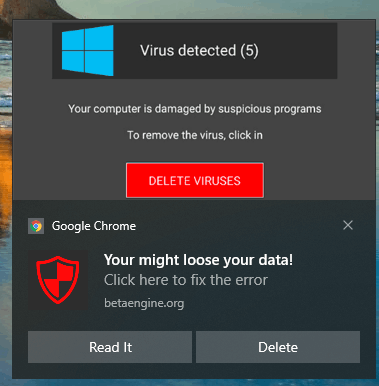 Virus detected (5)
Your computer is damaged by suspicious programs
To remove the virus, click in
DELETE VIRUSES
Google Chrome
Your might loose your data!
Click here to fix the error
betaengine.org
Read It
Delete